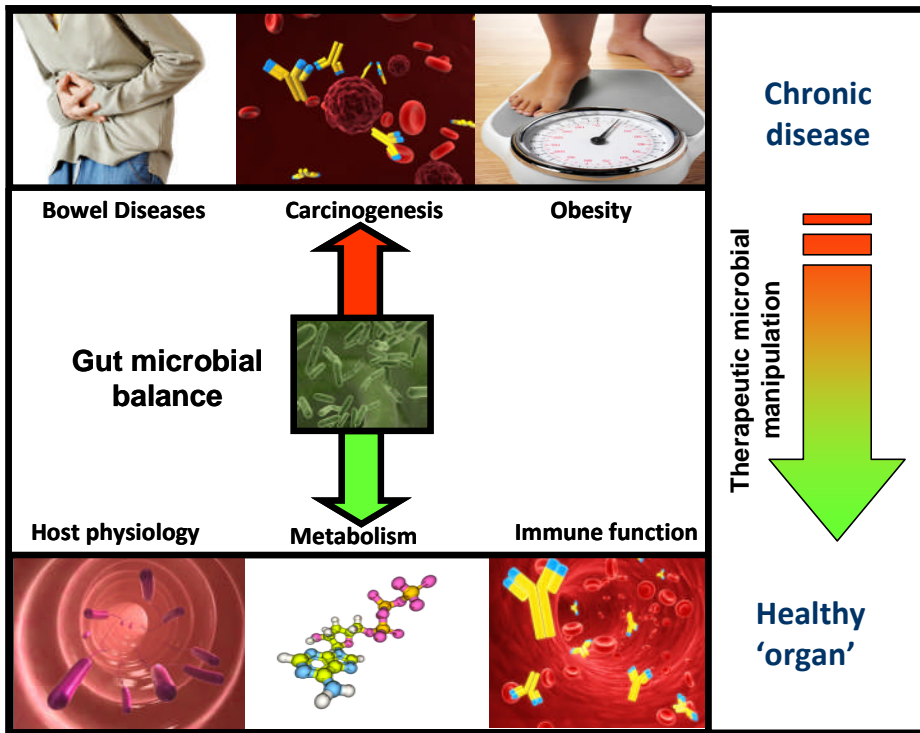 Bowel Diseases
Carcinogenesis
Obesity
Gut microbial
balance
Host physiology
Metabolism
Immune function
Chronic
disease
Therapeutic microbial
manipulation
Healthy
‘organ’